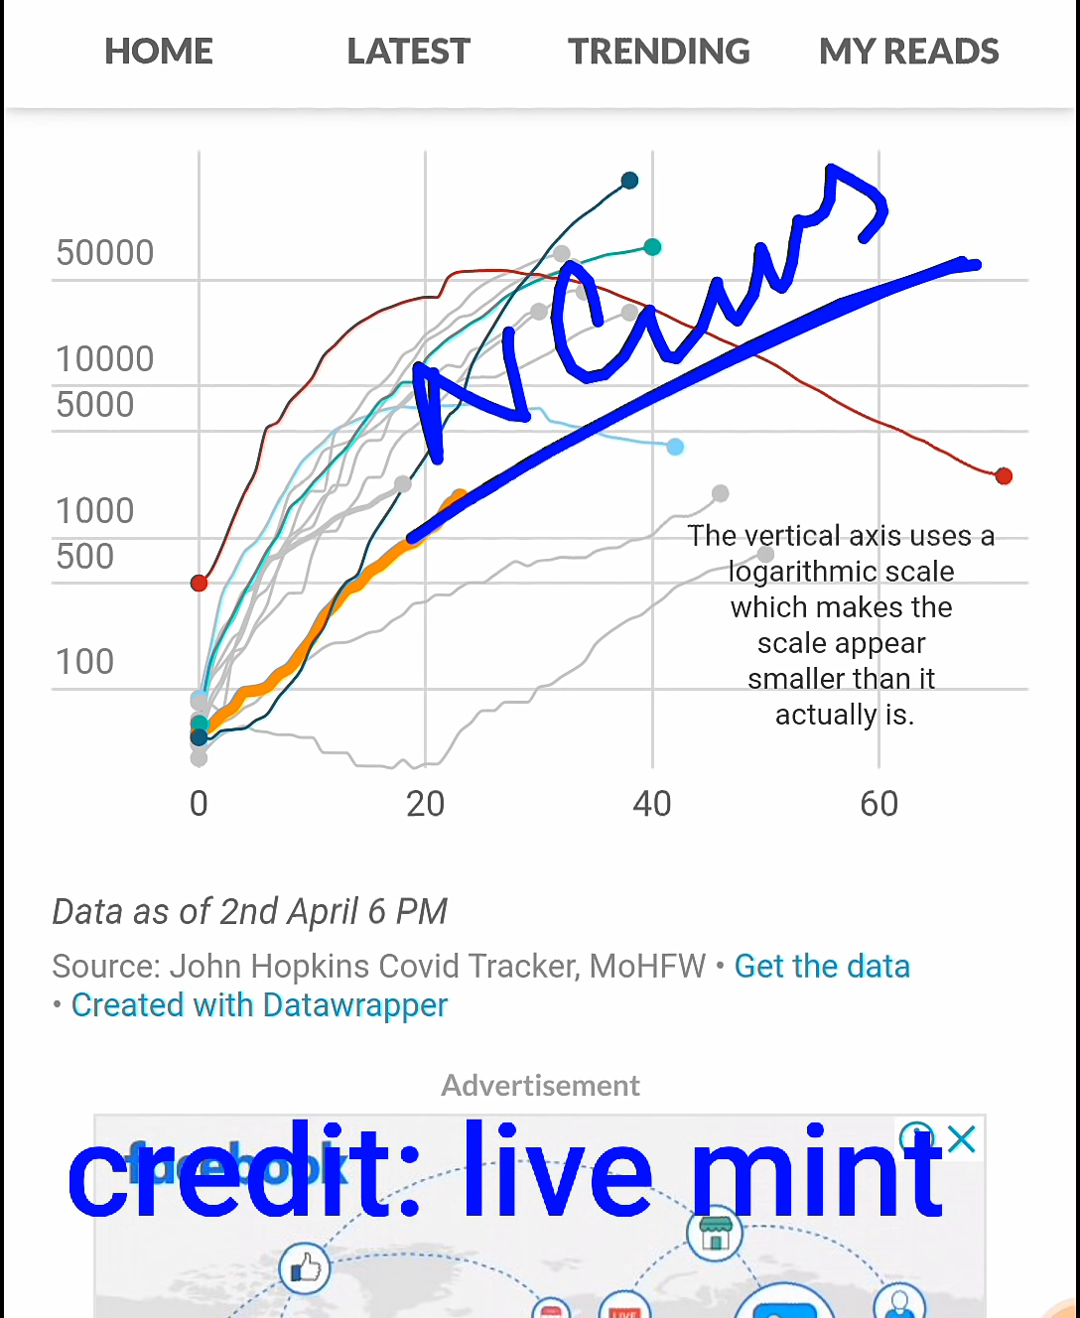 HOME LATEST TRENDING MY READS
50000
10000
5000
1000
500
100
The vertical axis uses a
logarithmic scale
which makes the
scale appear
smaller than it
actually is.
0 20 40 60
Data as of 2nd April 6 PM
Source: John Hopkins Covid Tracker, MoHFW • Get the data
• Created with Datawrapper
Advertisement
facebook
credit: live mint
LIVE